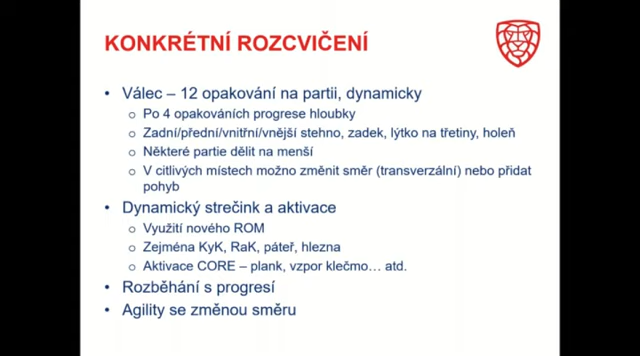 KONKRÉTNÍ ROZCVIČENÍ
• Válec – 12 opakování na partii, dynamicky
o Po 4 opakováních progrese hloubky
o Zadní/přední/vnitřní/vnější stehno, zadek, lýtko na třetiny, holeň
o Některé partie dělit na menší
o V citlivých místech možno změnit směr (transverzální) nebo přidat
pohyb
• Dynamický strečink a aktivace
o Využití nového ROM
o Zejména KyK, RaK, páteř, hlezna
o Aktivace CORE – plank, vzpor klečmo… atd.
• Rozběhání s progresí
• Agility se změnou směru